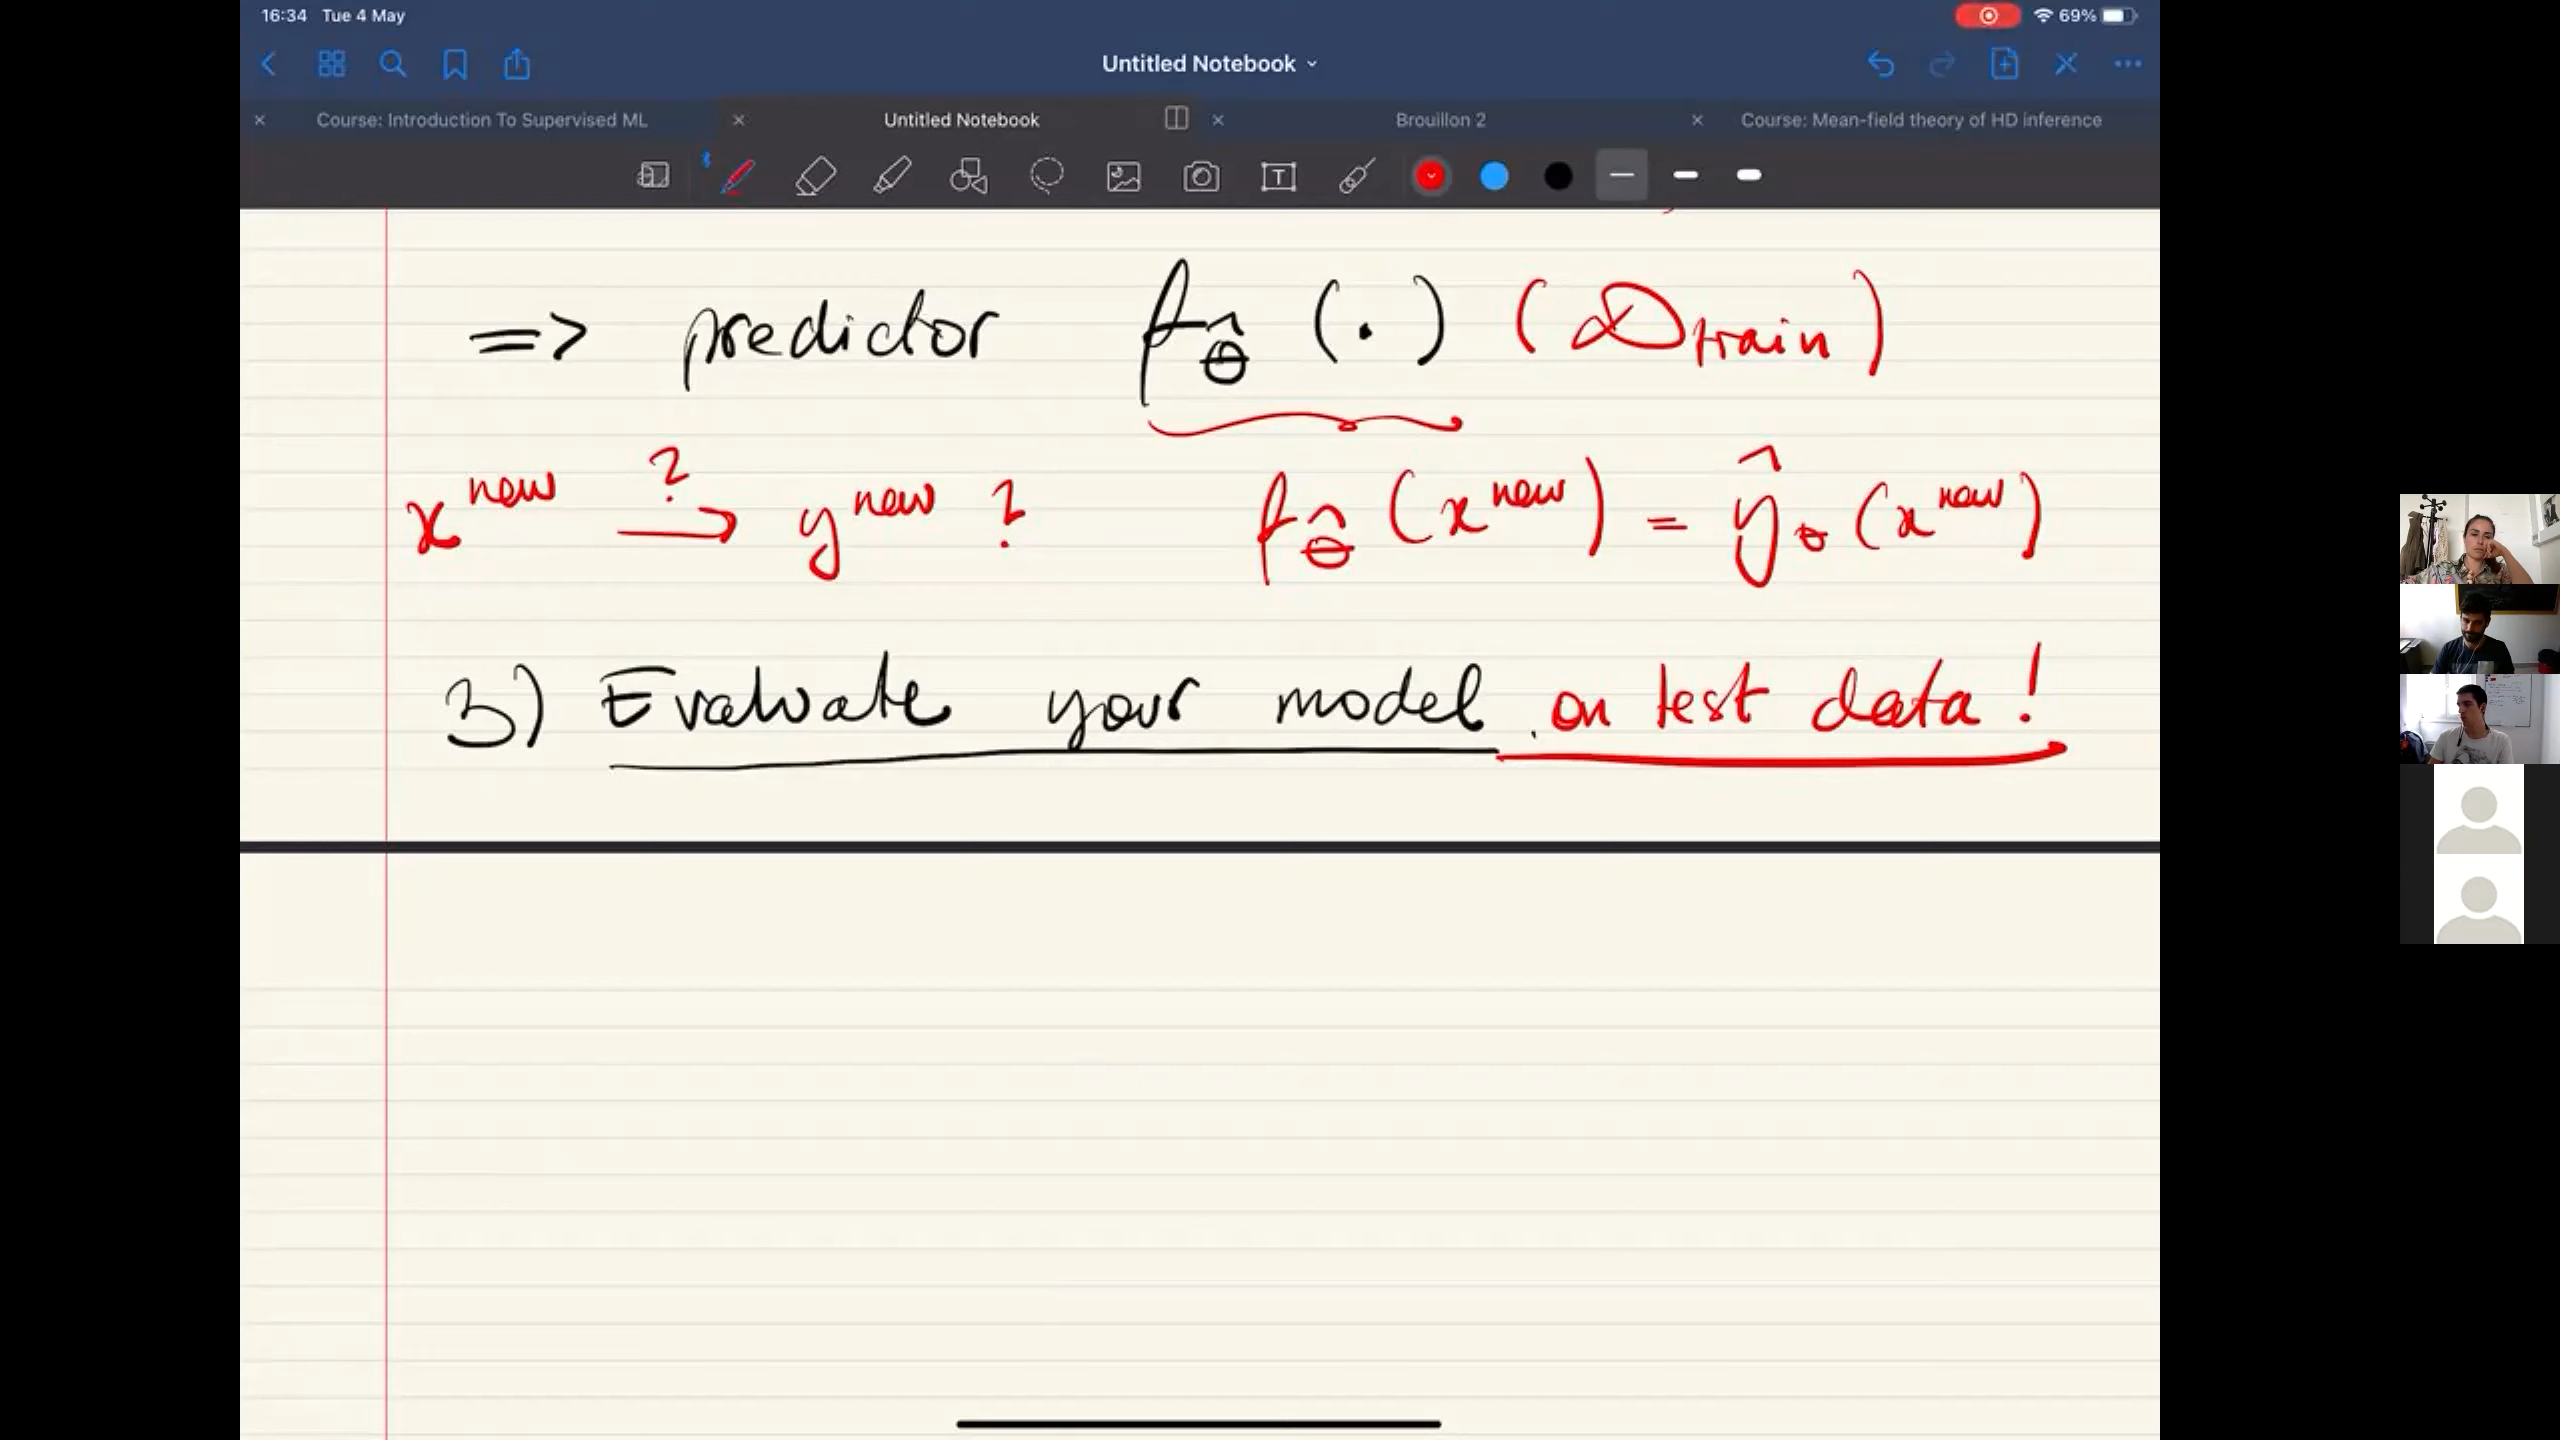 16:34 Tue 4 May 69%
Untitled Notebook
Course: Introduction To Supervised ML Untitled Notebook Brouillon 2 Course: Mean-field theory of HD inference
T
=> predictor f_θ̂ (·) (𝒟train)
x^new →^? y^new ? f_θ̂ (x^new) = ŷ_θ (x^new)
3) Evaluate your model on test data !